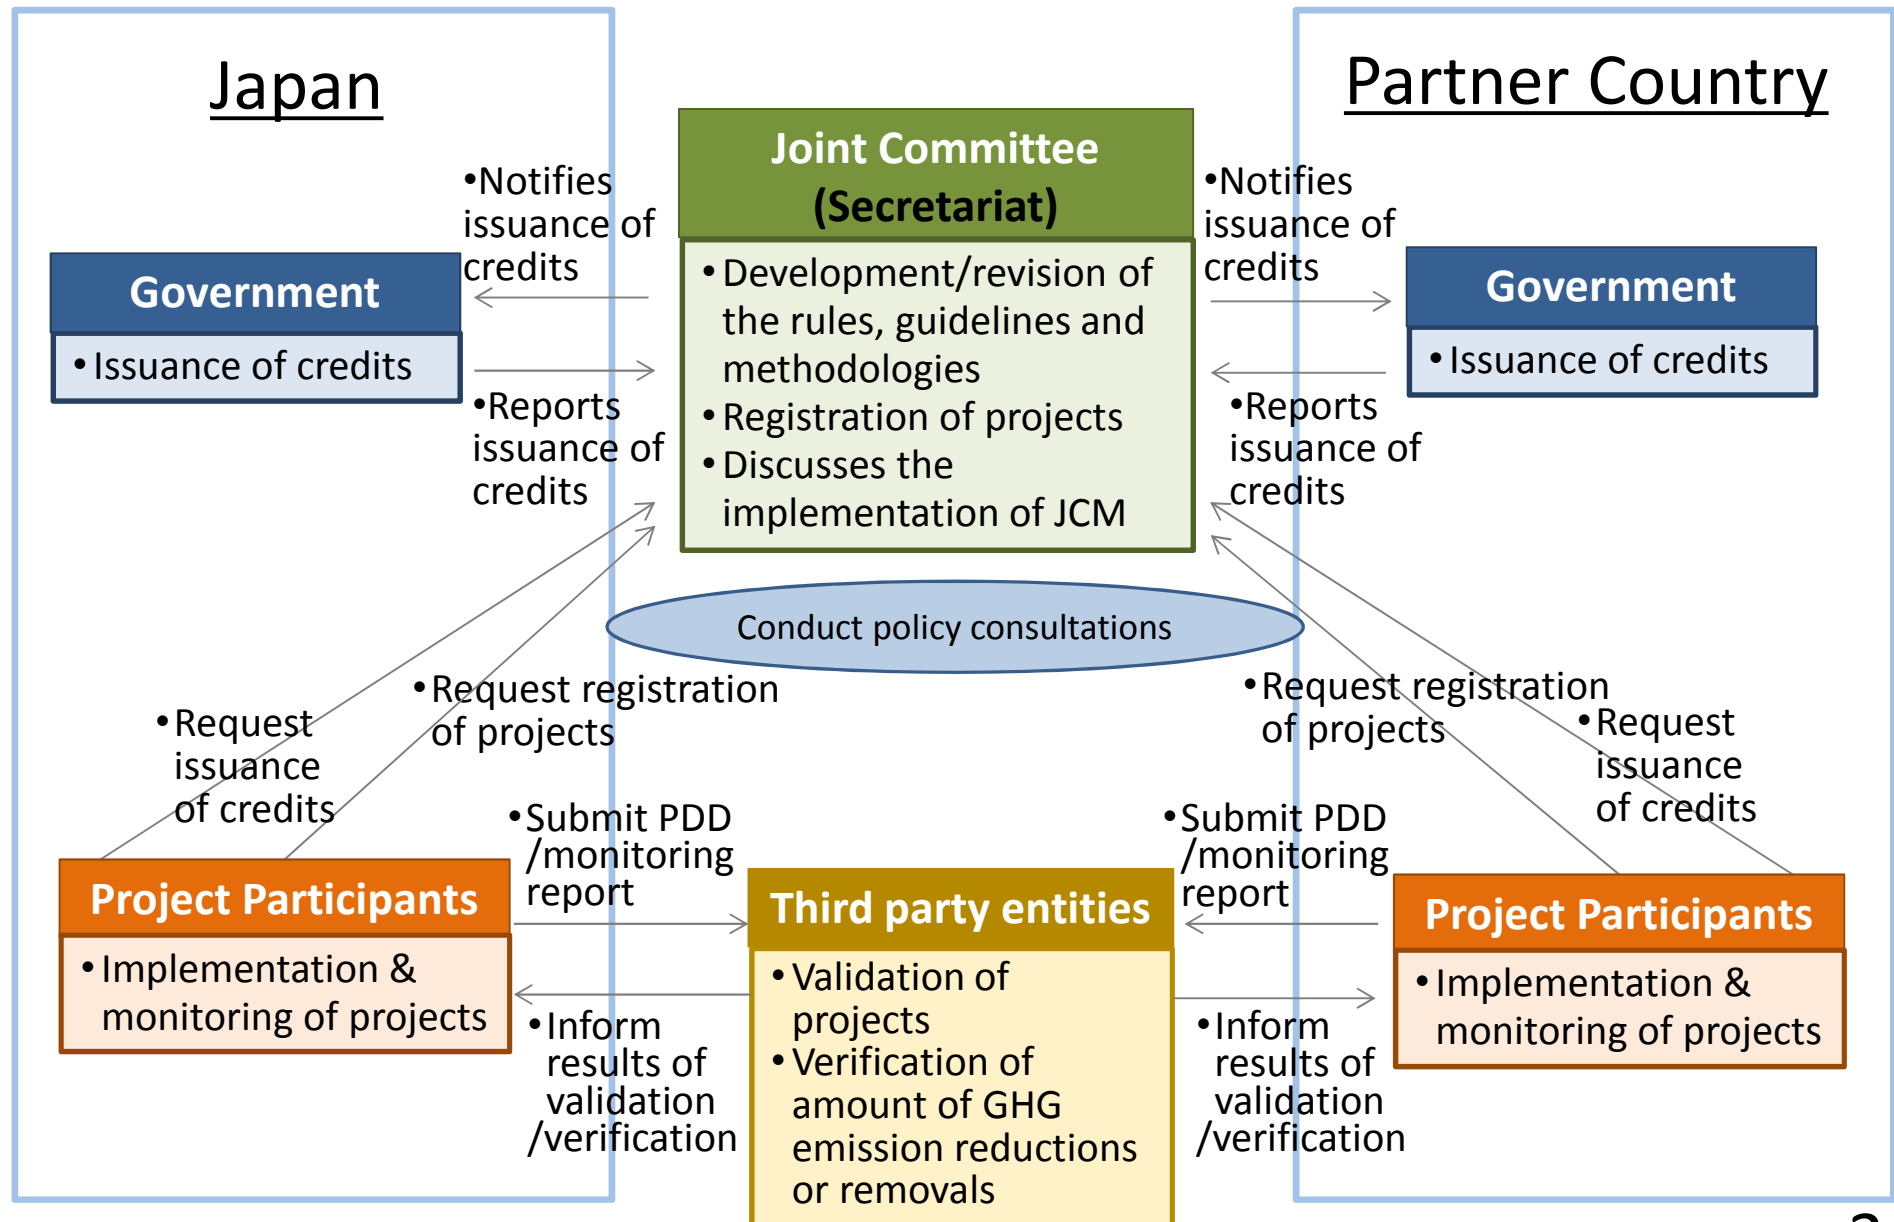 Japan
Partner Country
Joint Committee
(Secretariat)
•Notifies
issuance of
credits
•Notifies
issuance of
credits
Government
• Issuance of credits
• Development/revision of
the rules, guidelines and
methodologies
• Registration of projects
• Discusses the
implementation of JCM
Government
• Issuance of credits
•Reports
issuance of
credits
•Reports
issuance of
credits
Conduct policy consultations
•Request
issuance
of credits
•Request registration
of projects
•Request registration
of projects
•Request
issuance
of credits
•Submit PDD
/monitoring
report
•Submit PDD
/monitoring
report
Project Participants
• Implementation &
monitoring of projects
Third party entities
• Validation of
projects
• Verification of
amount of GHG
emission reductions
or removals
Project Participants
• Implementation &
monitoring of projects
•Inform
results of
validation
/verification
•Inform
results of
validation
/verification